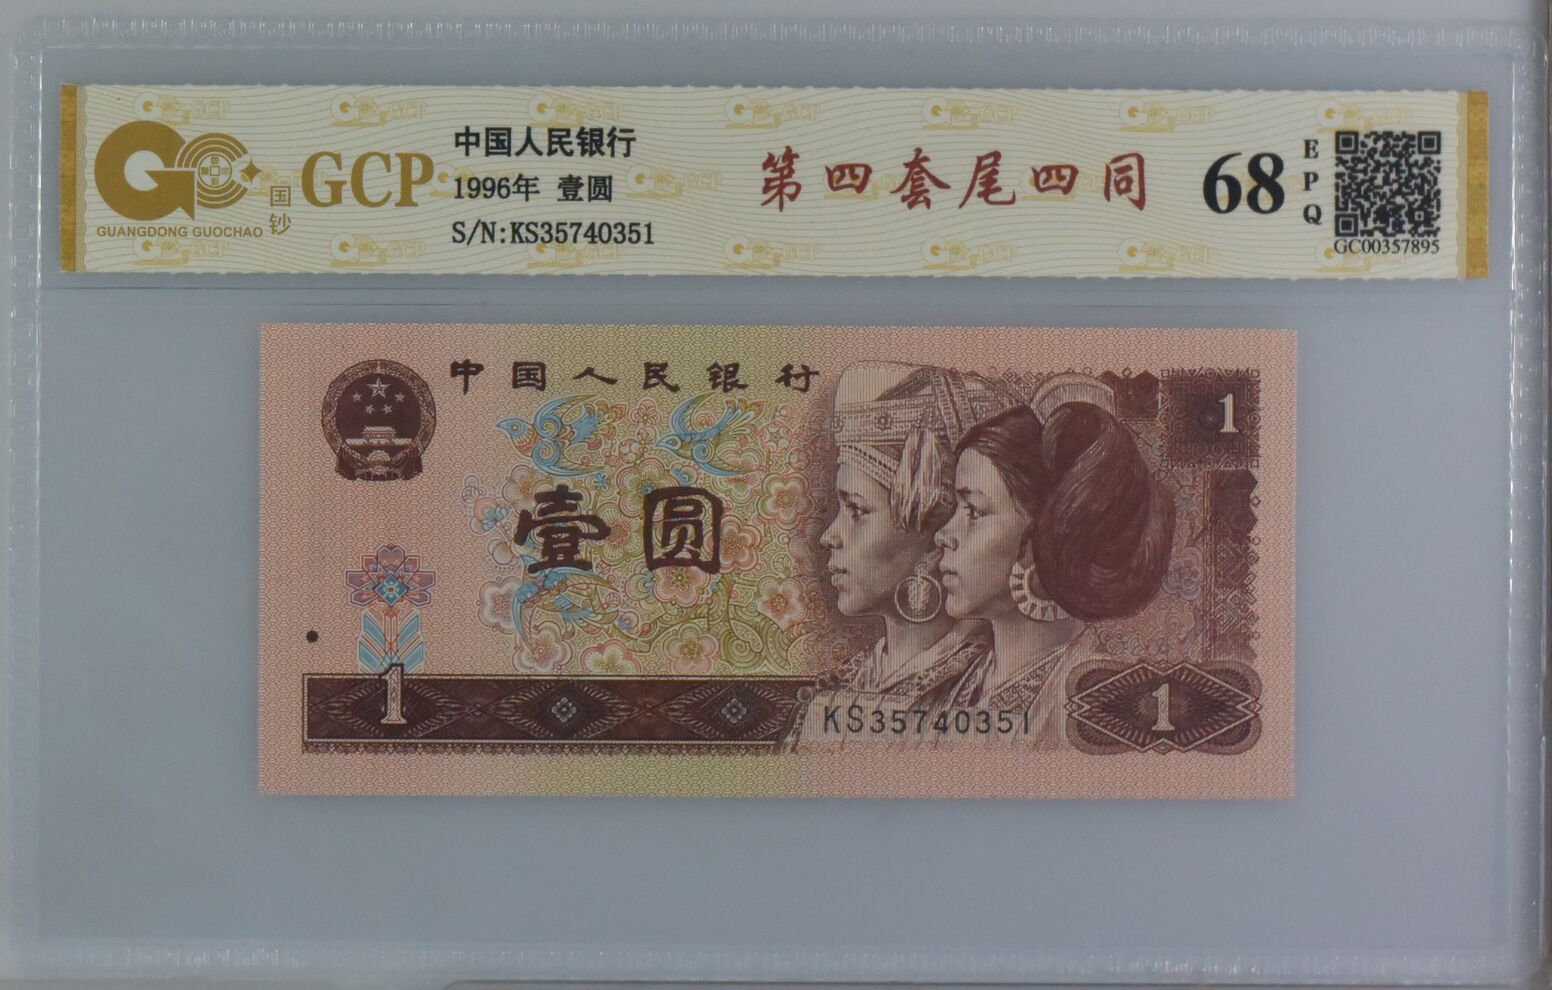 GC
国钞
GUANGDONG GUOCHAO
GCP
中国人民银行
1996年 壹圆
S/N:KS35740351
第四套尾四同
68
EPQ
GC00357895
中国人民银行
1
壹圆
1
KS35740351
1